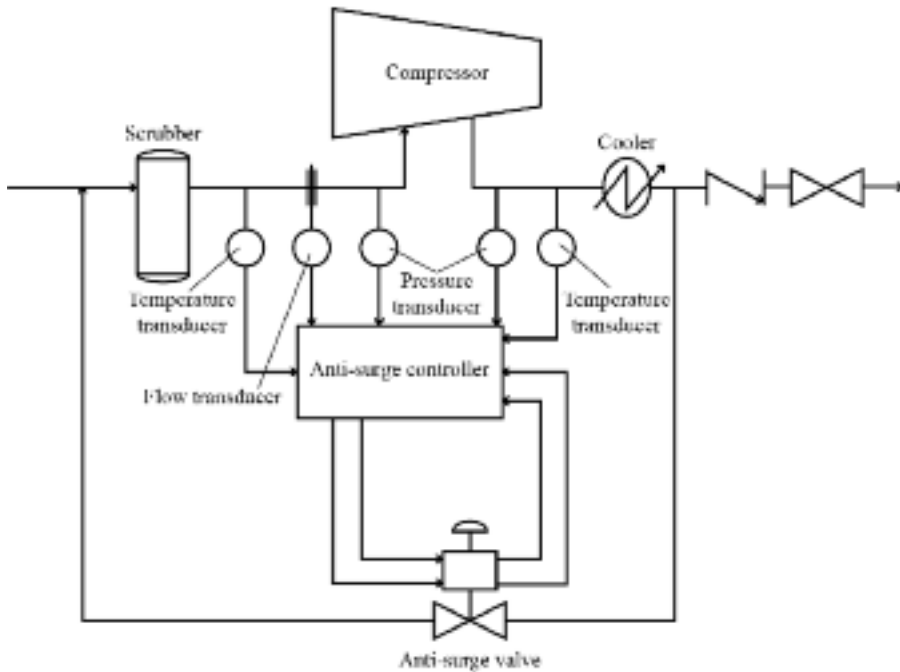 Compressor
Scrubber
Cooler
Temperature
transducer
Pressure
transducer
Temperature
transducer
Flow transducer
Anti-surge controller
Anti-surge valve